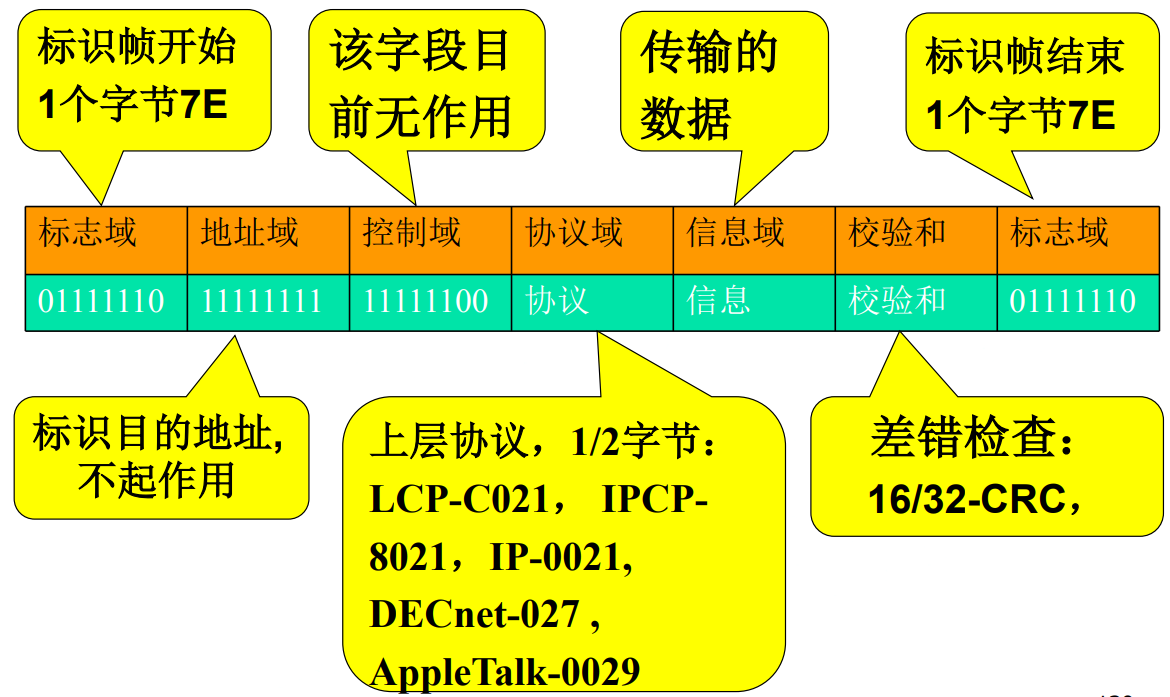 标识帧开始
1个字节7E
该字段目
前无作用
传输的
数据
标识帧结束
1个字节7E
标志域 地址域 控制域 协议域 信息域 校验和 标志域
01111110 11111111 11111100 协议 信息 校验和 01111110
标识目的地址,
不起作用
上层协议，1/2字节：
LCP-C021， IPCP-
8021，IP-0021,
DECnet-027 ,
AppleTalk-0029
差错检查：
16/32-CRC，